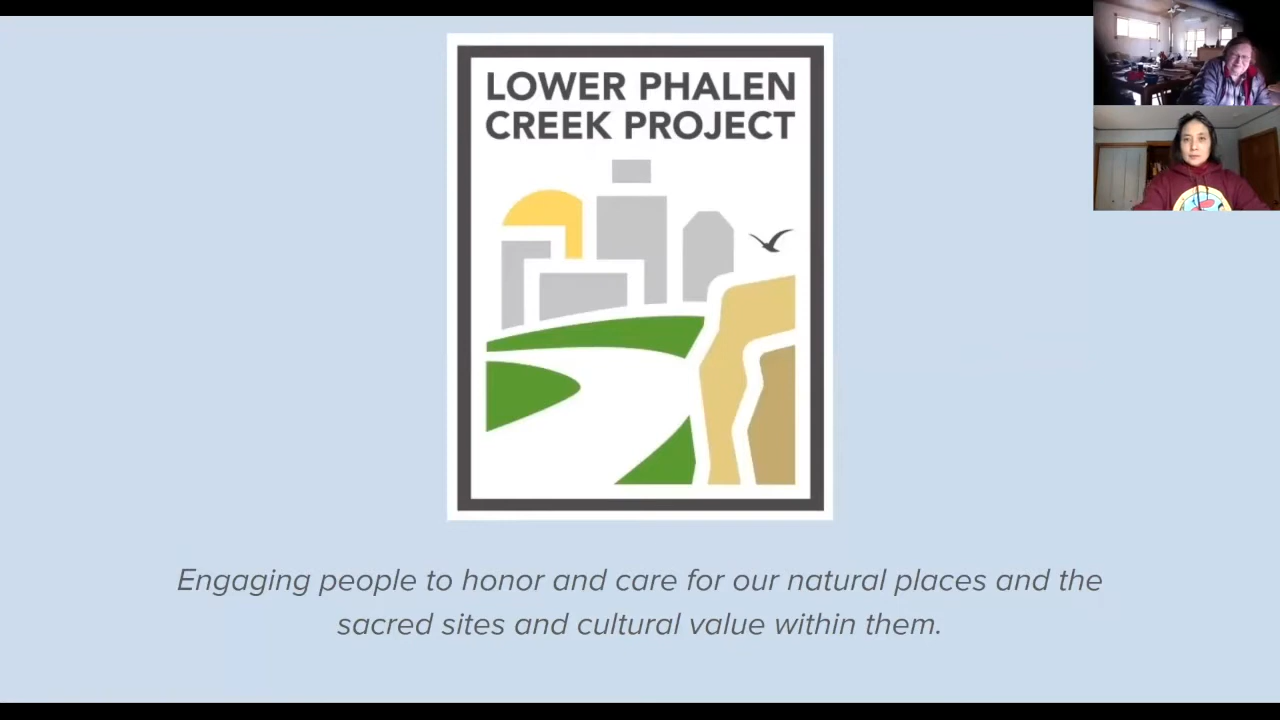 LOWER PHALEN
CREEK PROJECT
Engaging people to honor and care for our natural places and the
sacred sites and cultural value within them.